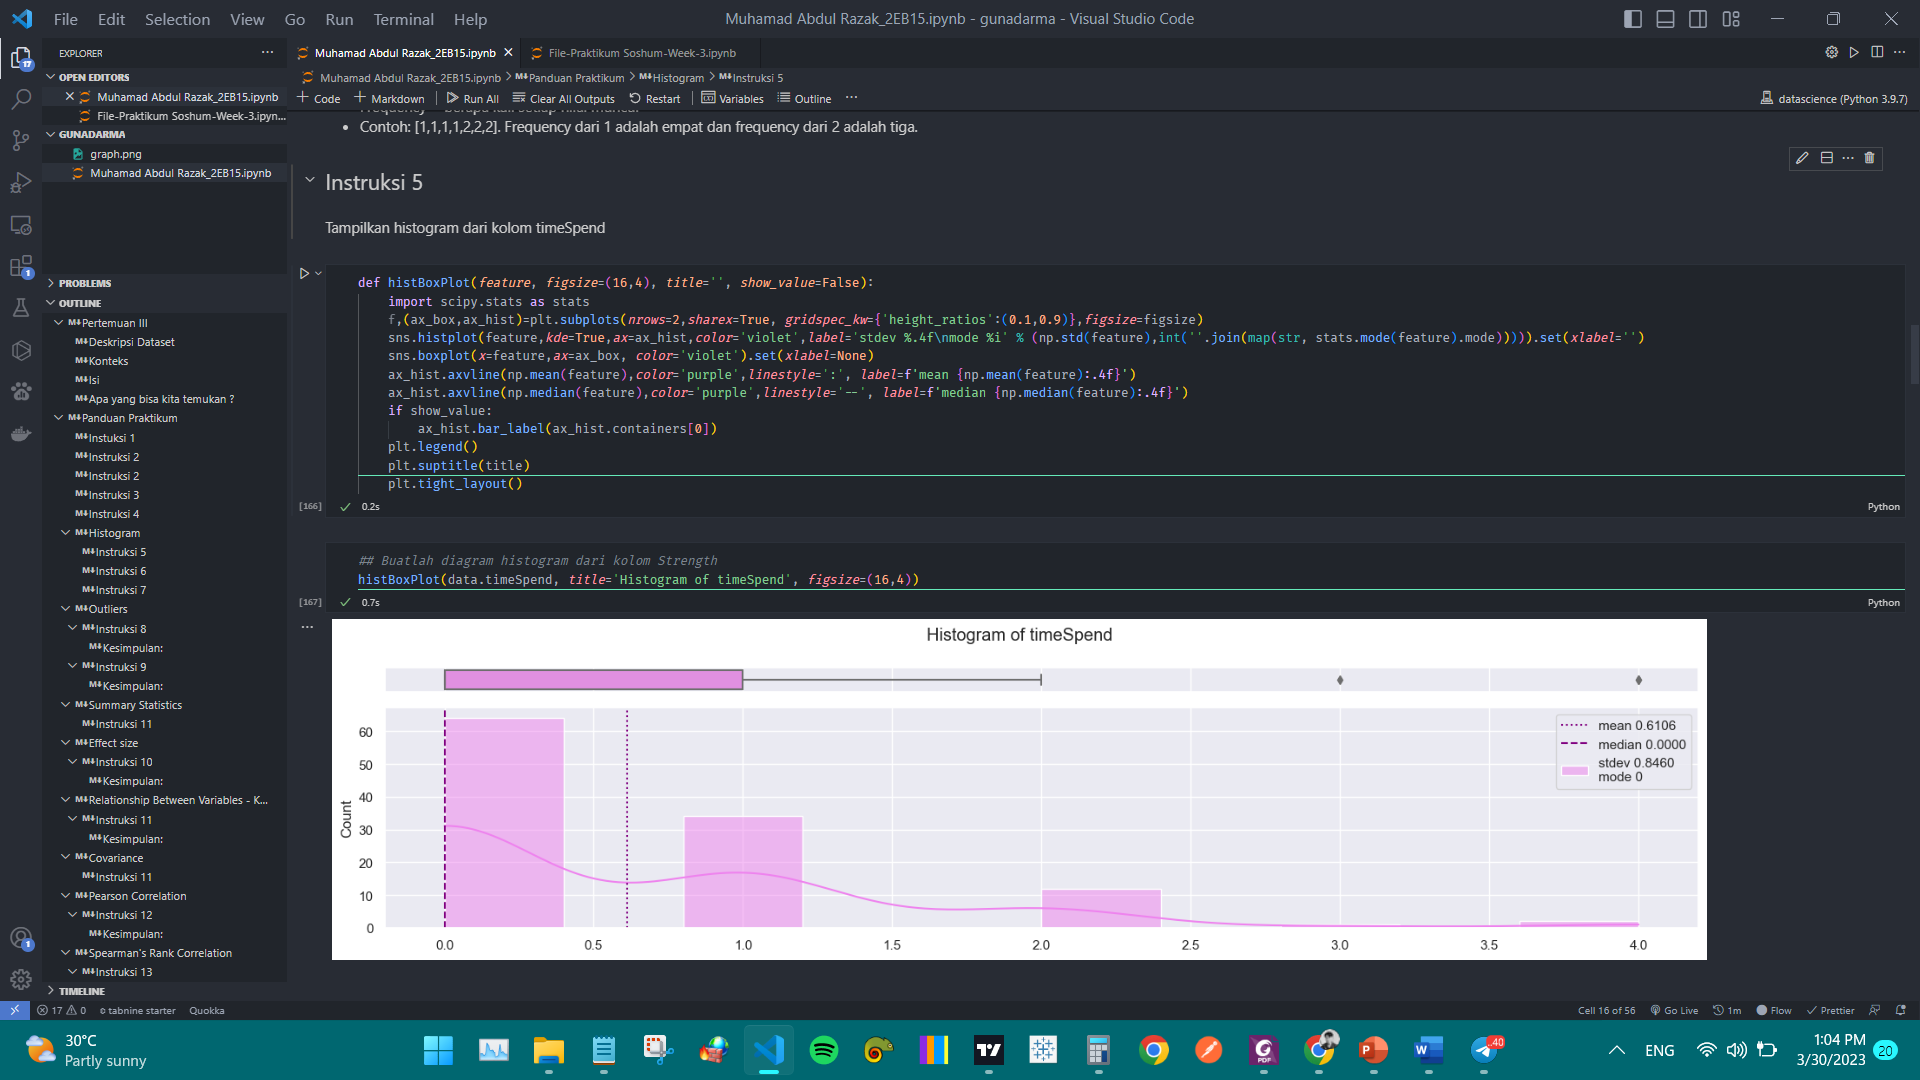 File Edit Selection View Go Run Terminal Help
Muhamad Abdul Razak_2EB15.ipynb - gunadarma - Visual Studio Code
EXPLORER
OPEN EDITORS
Muhamad Abdul Razak_2EB15.ipynb
File-Praktikum Soshum-Week-3.ipyn...
GUNADARMA
graph.png
Muhamad Abdul Razak_2EB15.ipynb
PROBLEMS
OUTLINE
Pertemuan III
Deskripsi Dataset
Konteks
Isi
Apa yang bisa kita temukan ?
Panduan Praktikum
Instuksi 1
Instruksi 2
Instruksi 2
Instruksi 3
Instruksi 4
Histogram
Instruksi 5
Instruksi 6
Instruksi 7
Outliers
Instruksi 8
Kesimpulan:
Instruksi 9
Kesimpulan:
Summary Statistics
Instruksi 11
Effect size
Instruksi 10
Kesimpulan:
Relationship Between Variables - K...
Instruksi 11
Kesimpulan:
Covariance
Instruksi 11
Pearson Correlation
Instruksi 12
Kesimpulan:
Spearman's Rank Correlation
Instruksi 13
TIMELINE
Muhamad Abdul Razak_2EB15.ipynb
File-Praktikum Soshum-Week-3.ipynb
Muhamad Abdul Razak_2EB15.ipynb > Panduan Praktikum > Histogram > Instruksi 5
Code Markdown Run All Clear All Outputs Restart Variables Outline ...
datascience (Python 3.9.7)
• Contoh: [1,1,1,1,2,2,2]. Frequency dari 1 adalah empat dan frequency dari 2 adalah tiga.
Instruksi 5
Tampilkan histogram dari kolom timeSpend
def histBoxPlot(feature, figsize=(16,4), title='', show_value=False):
import scipy.stats as stats
f,(ax_box,ax_hist)=plt.subplots(nrows=2,sharex=True, gridspec_kw={'height_ratios':(0.1,0.9)},figsize=figsize)
sns.histplot(feature,kde=True,ax=ax_hist,color='violet',label='stdev %.4f\nmode %i' % (np.std(feature),int(''.join(map(str, stats.mode(feature).mode))))).set(xlabel='')
sns.boxplot(x=feature,ax=ax_box, color='violet').set(xlabel=None)
ax_hist.axvline(np.mean(feature),color='purple',linestyle=':', label=f'mean {np.mean(feature):.4f}')
ax_hist.axvline(np.median(feature),color='purple',linestyle='--', label=f'median {np.median(feature):.4f}')
if show_value:
ax_hist.bar_label(ax_hist.containers[0])
plt.legend()
plt.suptitle(title)
plt.tight_layout()
[166] 0.2s Python
## Buatlah diagram histogram dari kolom Strength
histBoxPlot(data.timeSpend, title='Histogram of timeSpend', figsize=(16,4))
[167] 0.7s Python
Histogram of timeSpend
mean 0.6106
median 0.0000
stdev 0.8460
mode 0
Count
60
50
40
30
20
10
0
0.0 0.5 1.0 1.5 2.0 2.5 3.0 3.5 4.0
17 0 tabnine starter Quokka
Cell 16 of 56 Go Live 1m Flow Prettier
30°C
Partly sunny
ENG
1:04 PM
3/30/2023
20